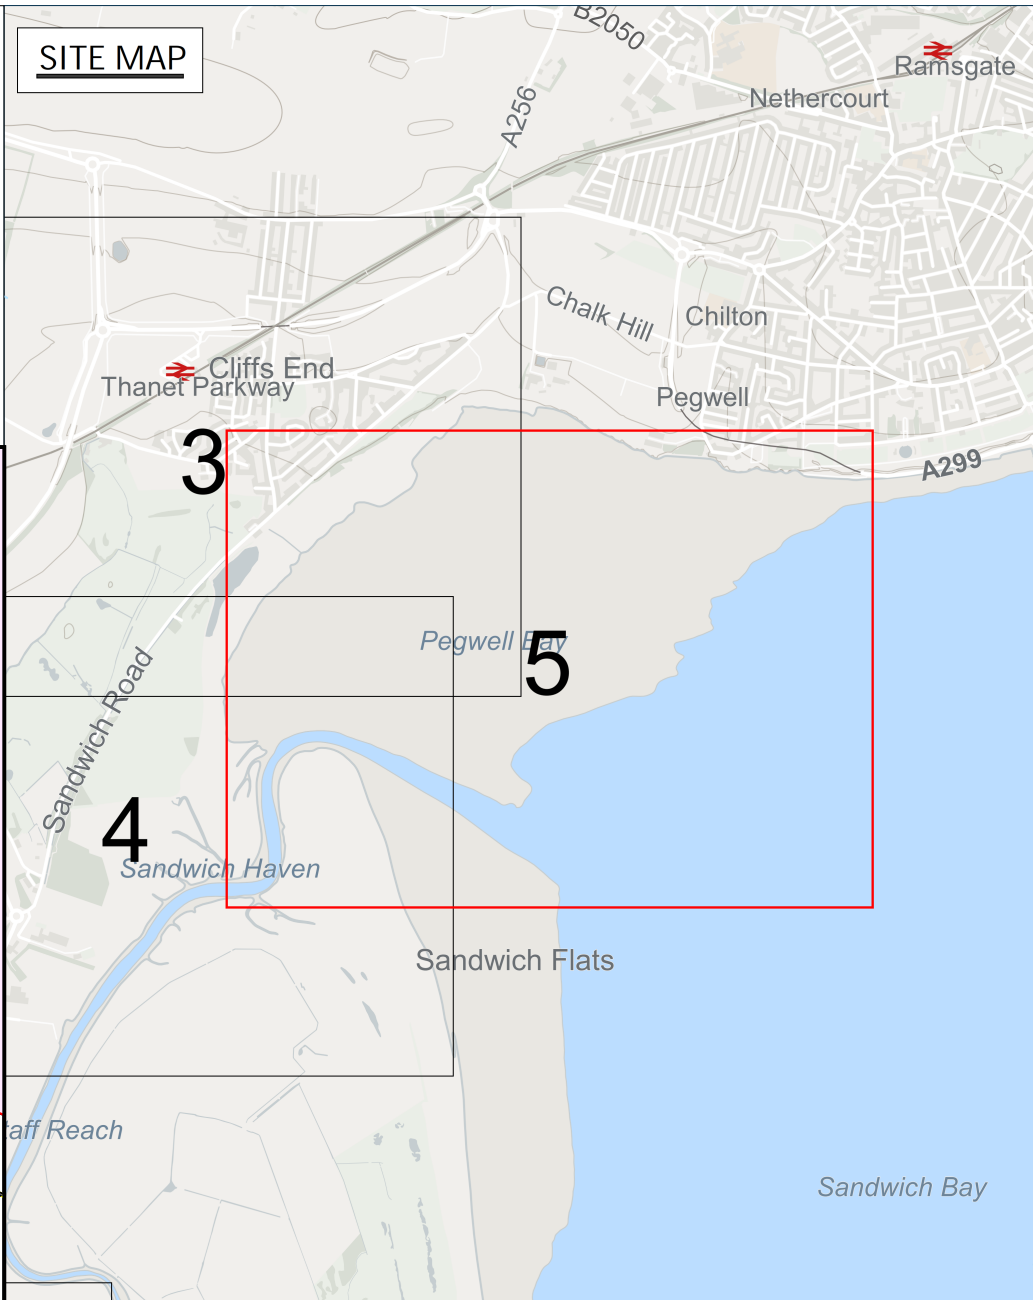 SITE MAP
B2050
Ramsgate
Nethercourt
A256
Chalk Hill
Chilton
Cliffs End
Thanet Parkway
Pegwell
3
A299
Pegwell Bay
5
Sandwich Road
4
Sandwich Haven
Sandwich Flats
taff Reach
Sandwich Bay